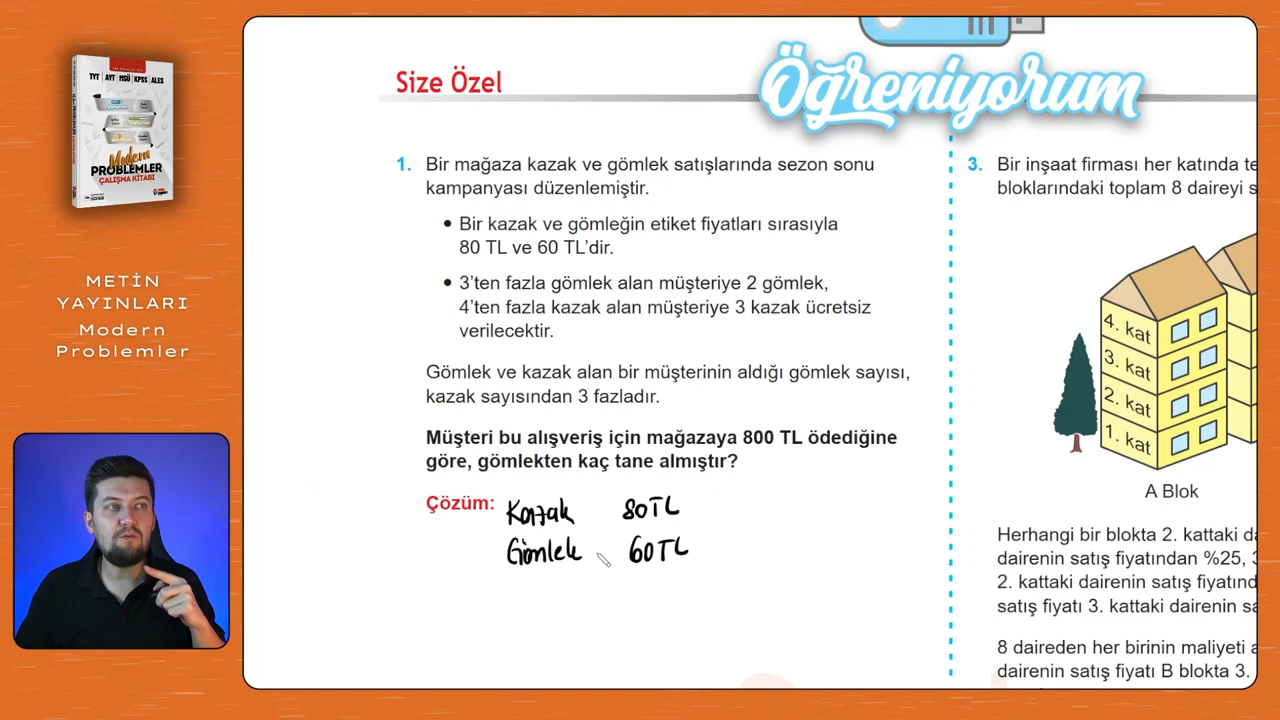 TYT | AYT | MSÜ | KPSS | ALES
Modern
PROBLEMLER
ÇALIŞMA KİTABI
METİN
YAYINLARI
Modern
Problemler
Size Özel
Öğreniyorum
1. Bir mağaza kazak ve gömlek satışlarında sezon sonu
kampanyası düzenlemiştir.
• Bir kazak ve gömleğin etiket fiyatları sırasıyla
80 TL ve 60 TL’dir.
• 3’ten fazla gömlek alan müşteriye 2 gömlek,
4’ten fazla kazak alan müşteriye 3 kazak ücretsiz
verilecektir.
Gömlek ve kazak alan bir müşterinin aldığı gömlek sayısı,
kazak sayısından 3 fazladır.
Müşteri bu alışveriş için mağazaya 800 TL ödediğine
göre, gömlekten kaç tane almıştır?
Çözüm: Kazak 80TL
Gömlek 60TL
3. Bir inşaat firması her katında te
bloklarındaki toplam 8 daireyi s
4. kat
3. kat
2. kat
1. kat
A Blok
Herhangi bir blokta 2. kattaki da
dairenin satış fiyatından %25, 3
2. kattaki dairenin satış fiyatınd
satış fiyatı 3. kattaki dairenin sa
8 daireden her birinin maliyeti a
dairenin satış fiyatı B blokta 3.